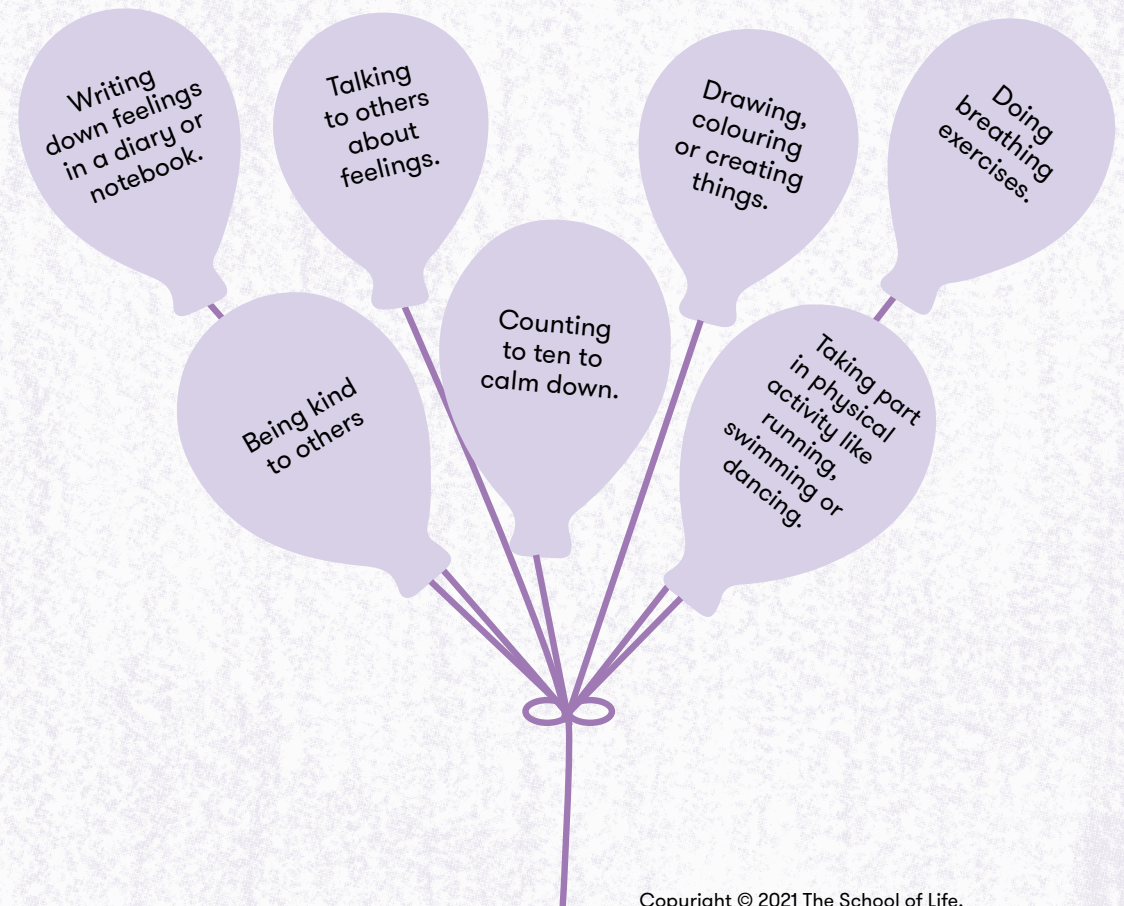 Writing
down feelings
in a diary or
notebook.
Talking
to others
about
feelings.
Drawing,
colouring
or creating
things.
Doing
breathing
exercises.
Being kind
to others
Counting
to ten to
calm down.
Taking part
in physical
activity like
running,
swimming or
dancing.
Copyright © 2021 The School of Life.